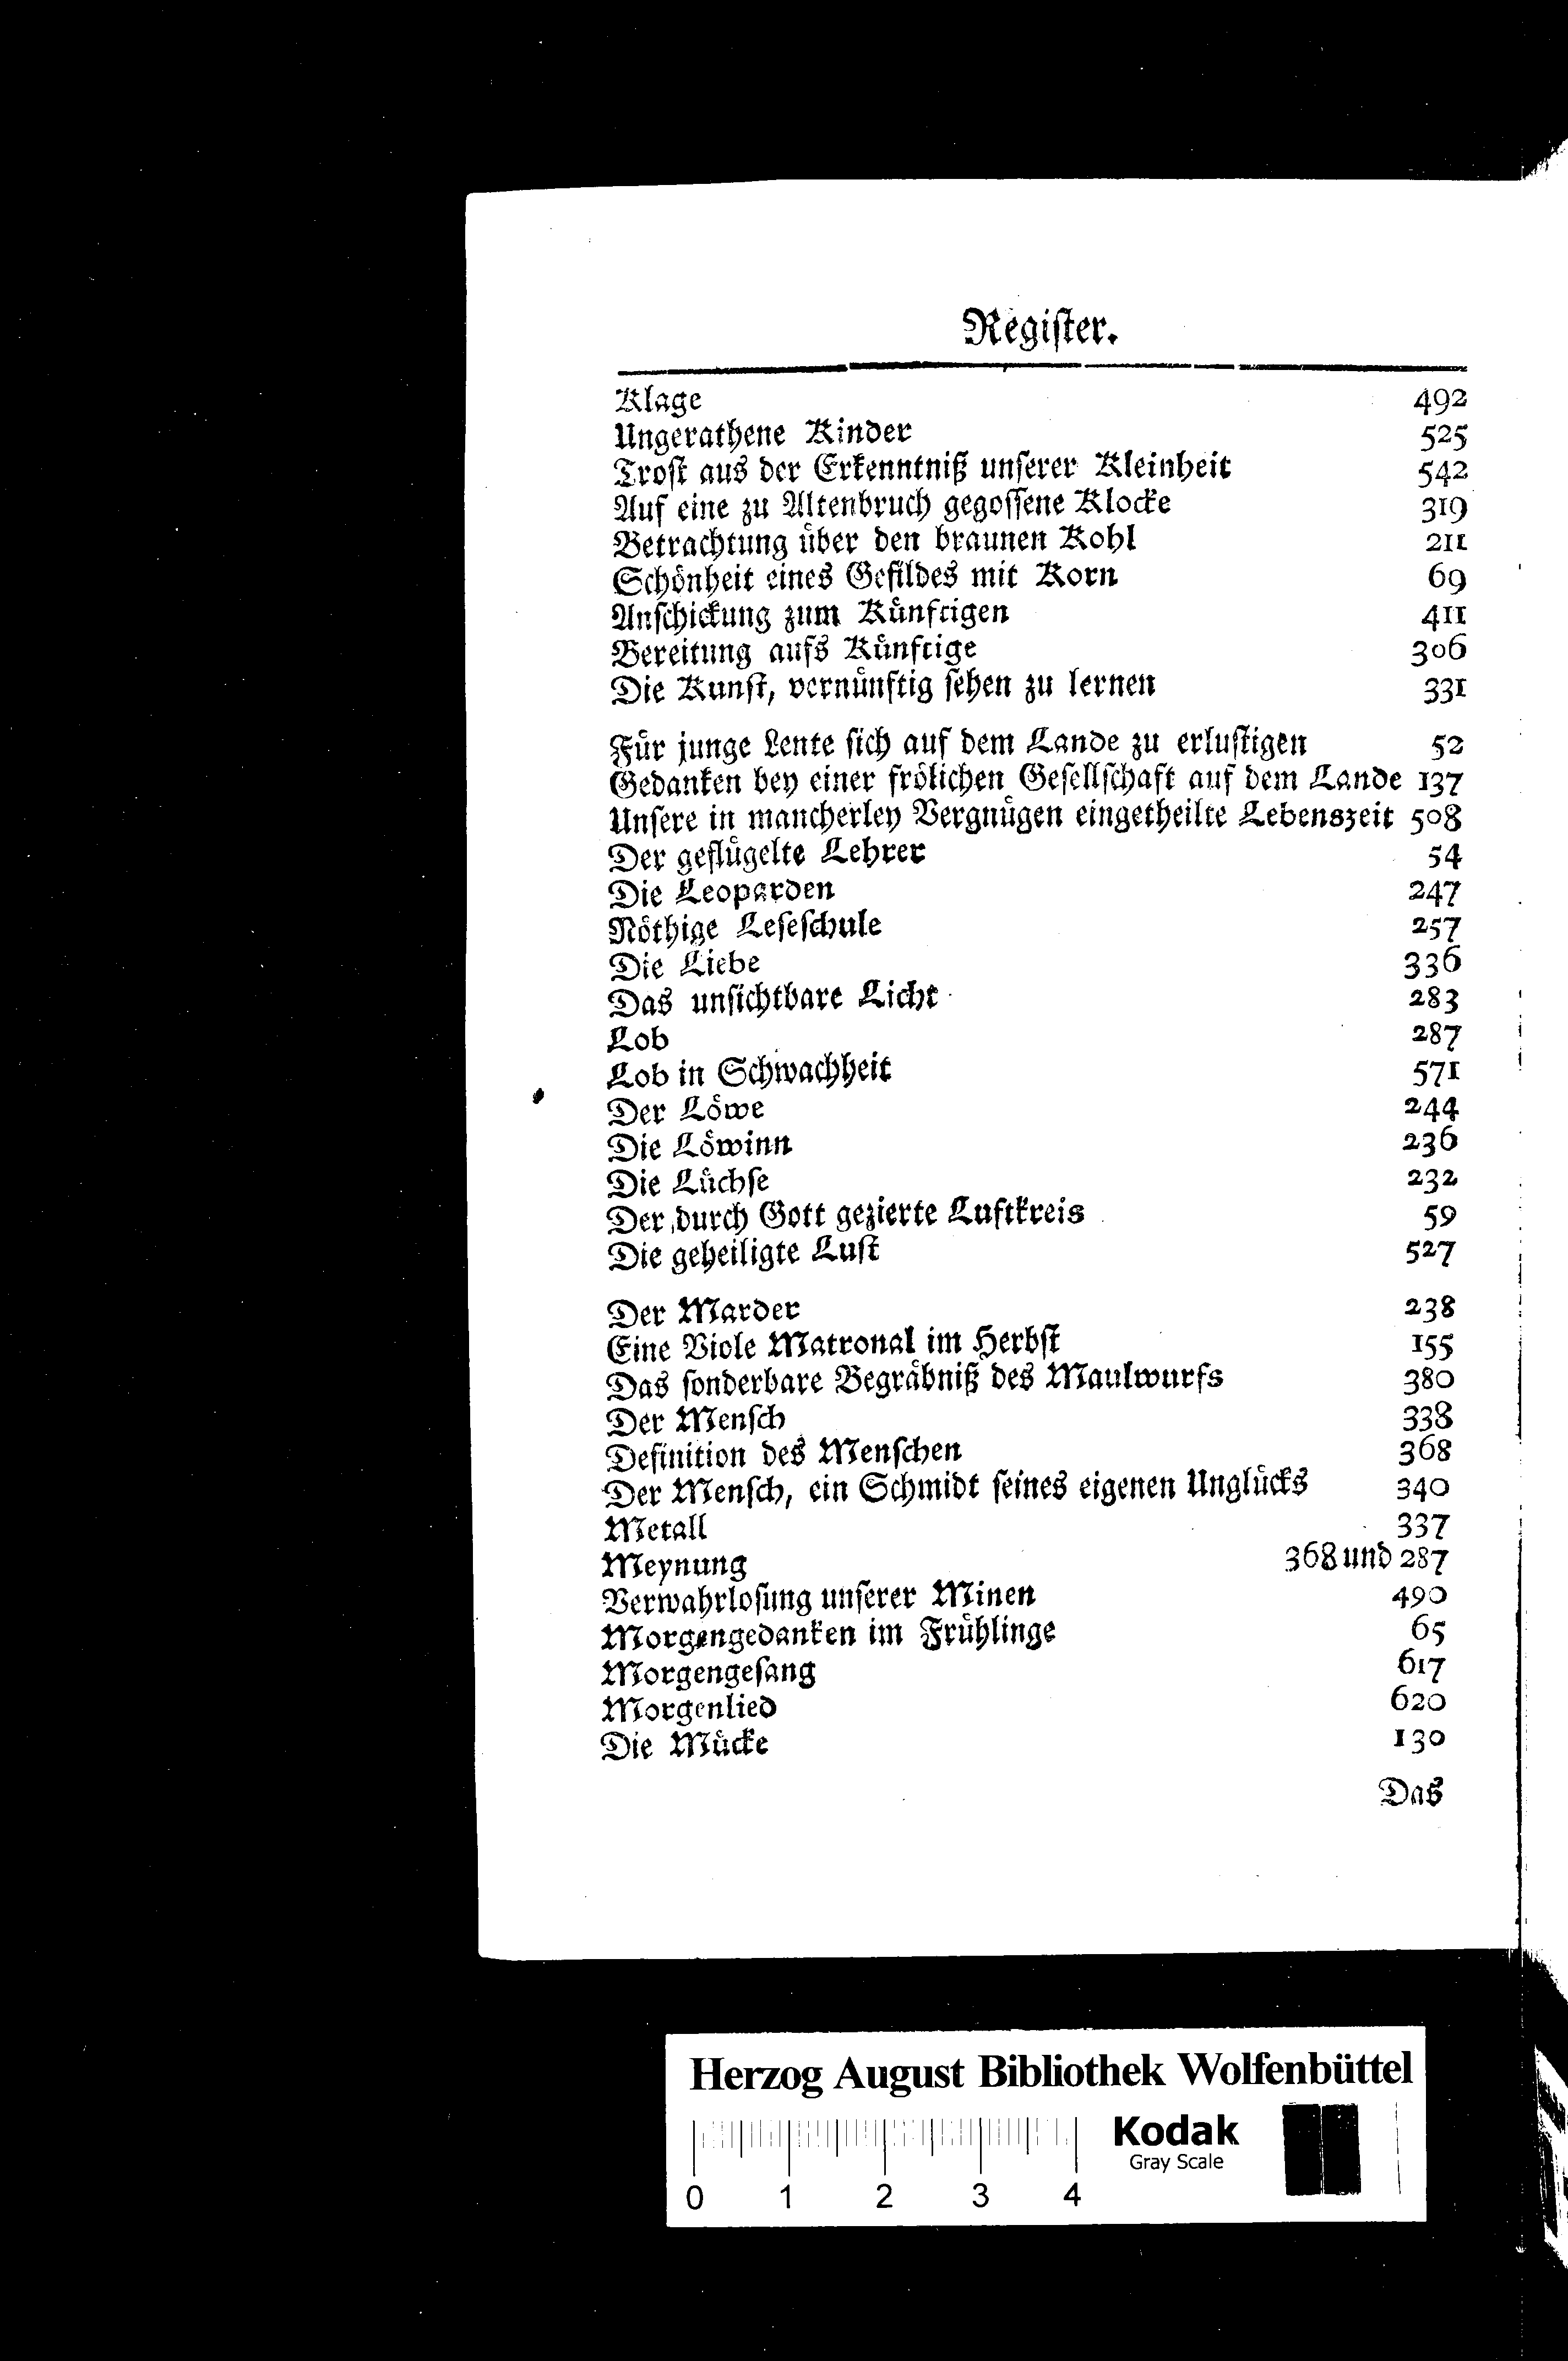 Register.
Klage 492
Ungerathene Kinder 525
Trost aus der Erkenntniß unserer Kleinheit 542
Auf eine zu Altenbruch gegossene Klocke 319
Betrachtung über den braunen Kohl 211
Schönheit eines Gefildes mit Korn 69
Anschickung zum Künftigen 411
Bereitung aufs Künftige 306
Die Kunst, vernünftig sehen zu lernen 331
Für junge Lente sich auf dem Lande zu erlustigen 52
Gedanken bey einer frölichen Gesellschaft auf dem Lande 137
Unsere in mancherley Vergnügen eingetheilte Lebenszeit 508
Der geflügelte Lehrer 54
Die Leoparden 247
Nöthige Leseschule 257
Die Liebe 336
Das unsichtbare Licht 283
Lob 287
Lob in Schwachheit 571
Der Löwe 244
Die Löwinn 236
Die Lüchse 232
Der durch Gott gezierte Luftkreis 59
Die geheiligte Lust 527
Der Marder 238
Eine Viole Matronal im Herbst 155
Das sonderbare Begräbniß des Maulwurfs 380
Der Mensch 338
Definition des Menschen 368
Der Mensch, ein Schmidt seines eigenen Unglücks 340
Metall 337
Meynung 368 und 287
Verwahrlosung unserer Minen 490
Morgengedanken im Frühlinge 65
Morgengesang 617
Morgenlied 620
Die Mücke 130
Das
Herzog August Bibliothek Wolfenbüttel
Kodak
Gray Scale
0 1 2 3 4